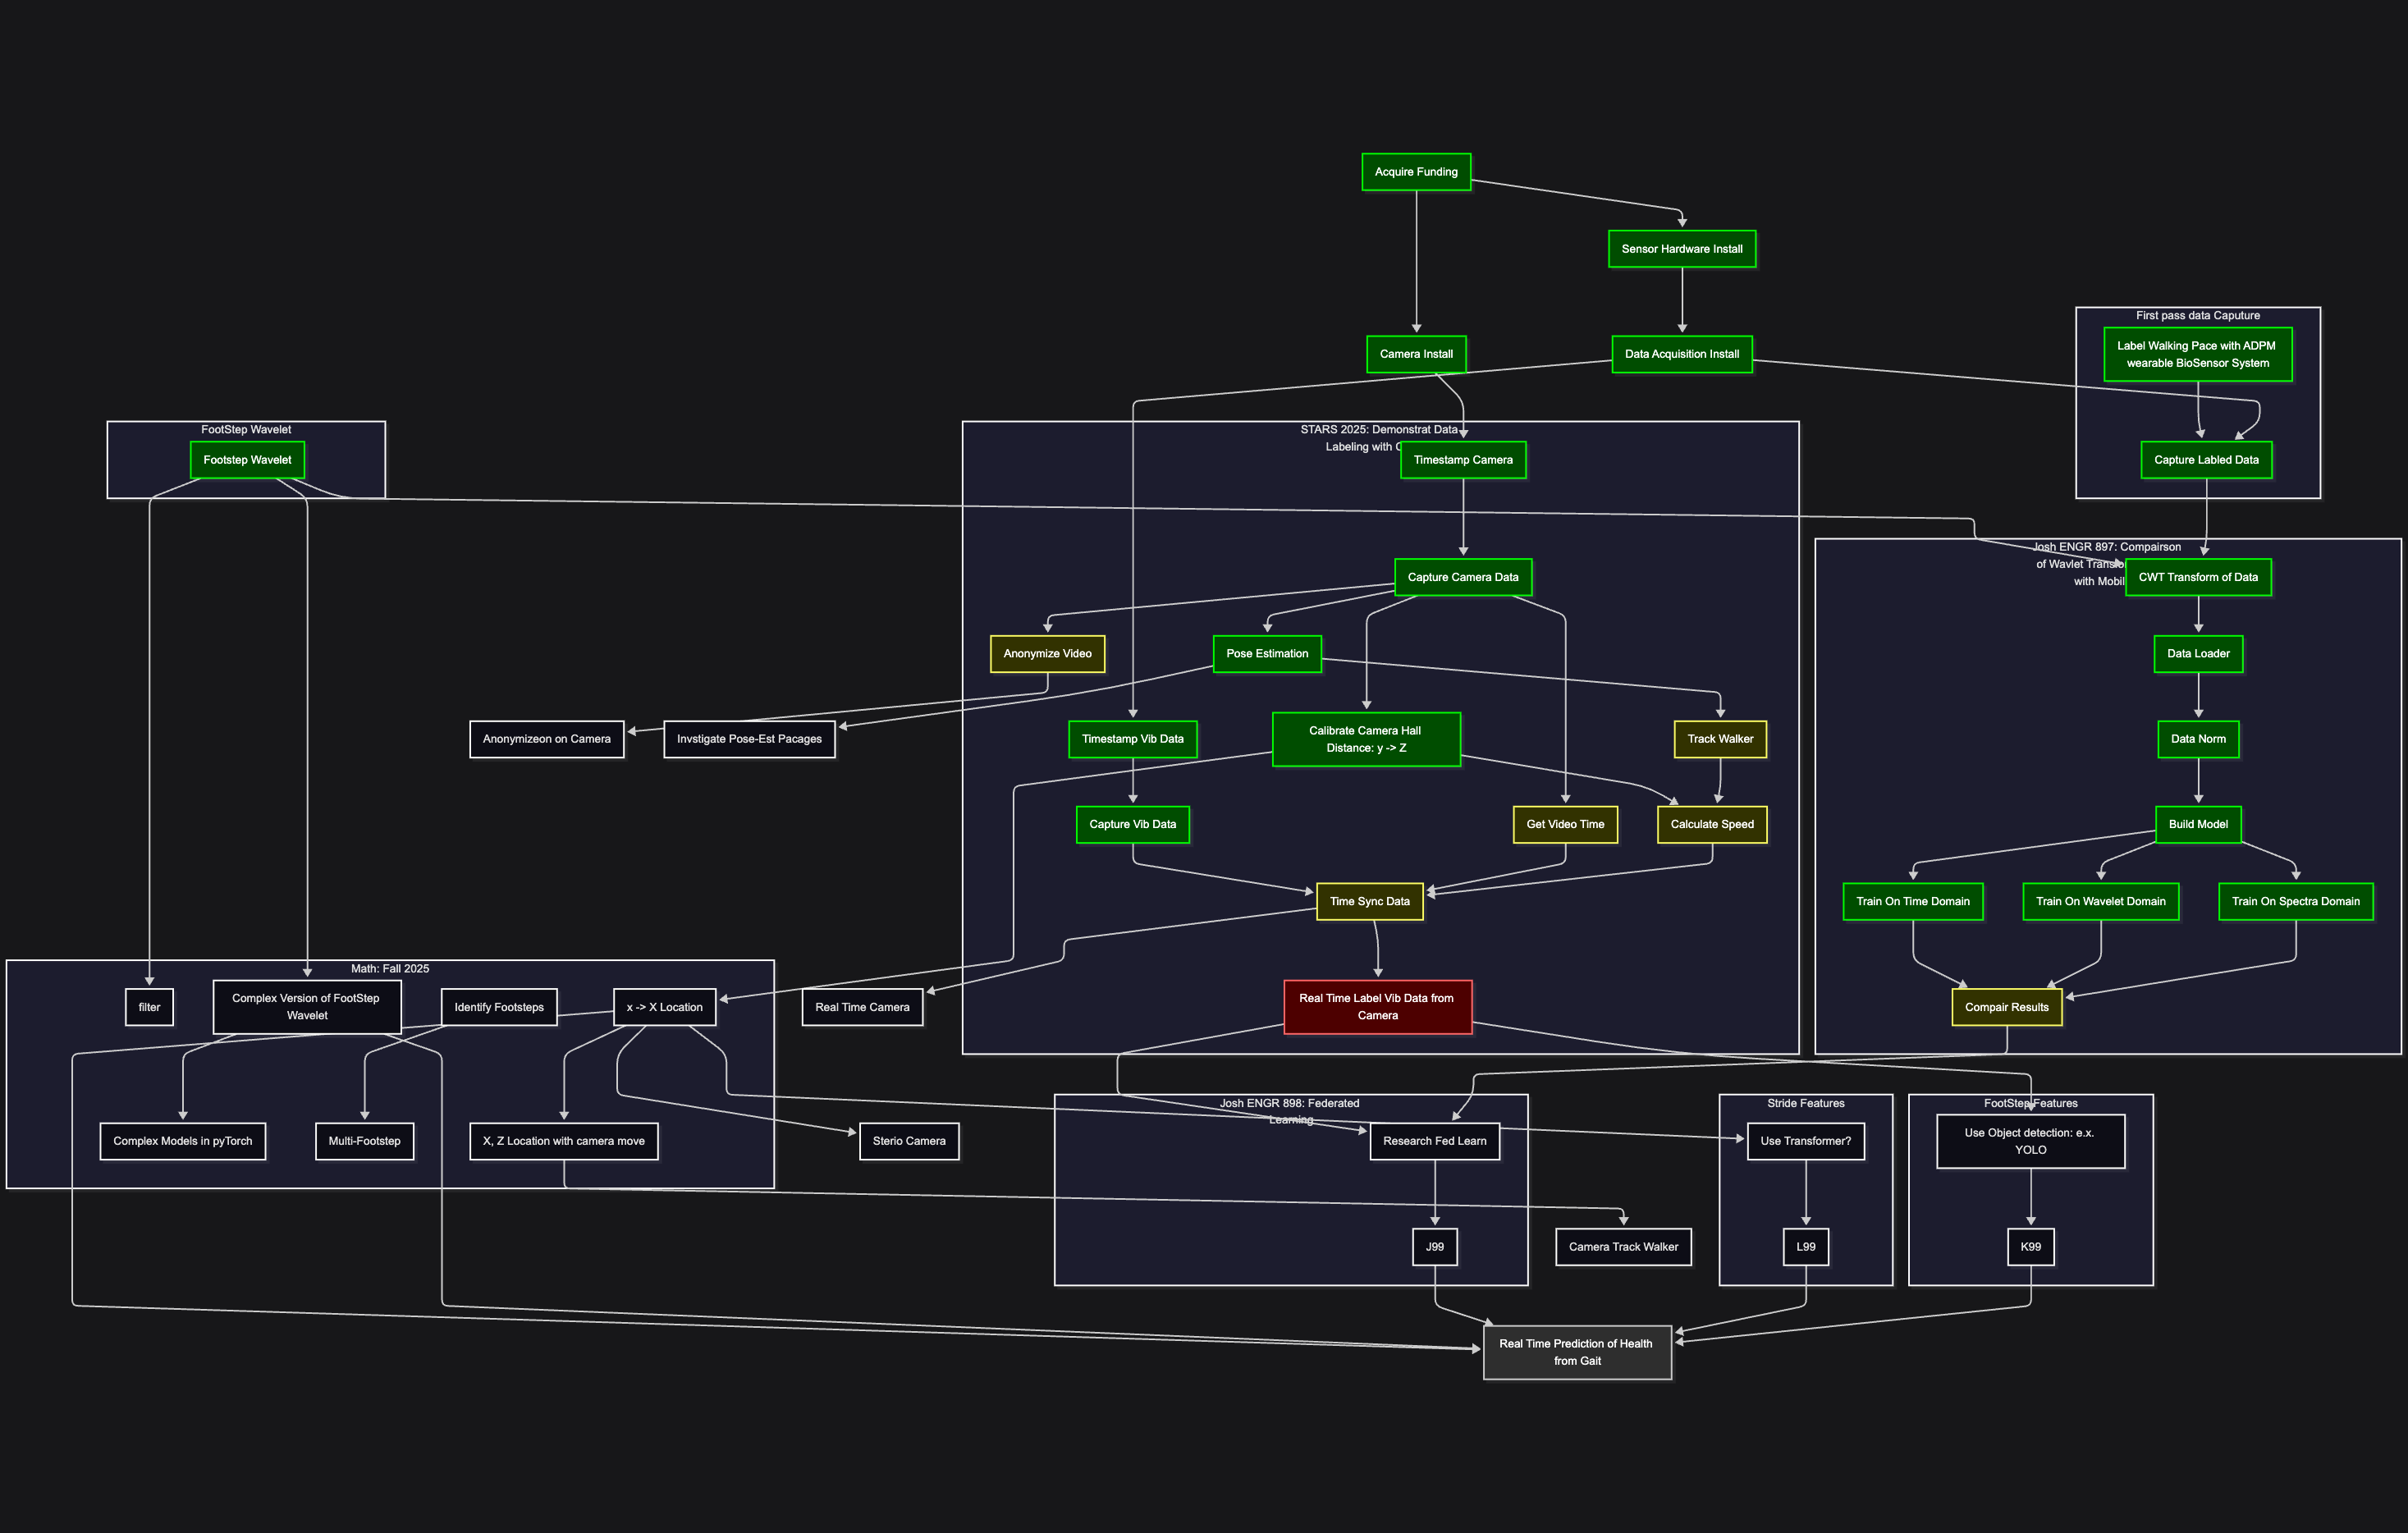 Acquire Funding
Sensor Hardware Install
Camera Install
Data Acquisition Install
First pass data Caputure
Label Walking Pace with ADPM
wearable BioSensor System
Capture Labled Data
FootStep Wavelet
Footstep Wavelet
STARS 2025: Demonstrat Data
Labeling with
Timestamp Camera
Capture Camera Data
Anonymize Video
Pose Estimation
Anonymizeon on Camera
Invstigate Pose-Est Pacages
Timestamp Vib Data
Calibrate Camera Hall
Distance: y -> Z
Track Walker
Capture Vib Data
Get Video Time
Calculate Speed
Time Sync Data
Real Time Label Vib Data from
Camera
Josh ENGR 897: Compairson
of Wavlet
with
CWT Transform of Data
Data Loader
Data Norm
Build Model
Train On Time Domain
Train On Wavelet Domain
Train On Spectra Domain
Compair Results
Math: Fall 2025
filter
Complex Version of FootStep
Wavelet
Identify Footsteps
x -> X Location
Real Time Camera
Complex Models in pyTorch
Multi-Footstep
X, Z Location with camera move
Sterio Camera
Josh ENGR 898: Federated
Learning
Research Fed Learn
J99
Camera Track Walker
Stride Features
Use Transformer?
L99
FootStep Features
Use Object detection: e.x.
YOLO
K99
Real Time Prediction of Health
from Gait